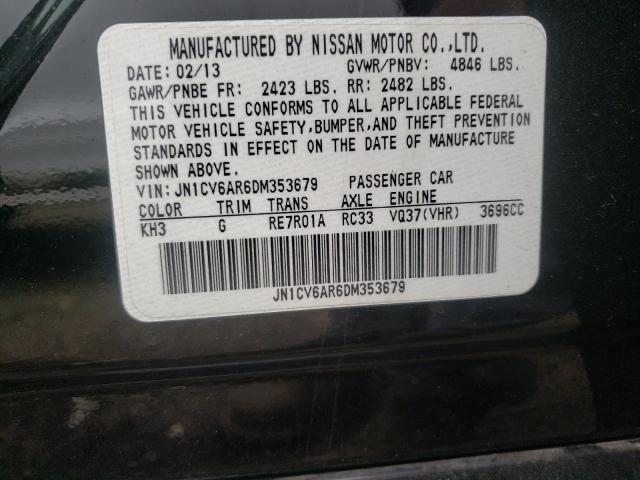 MANUFACTURED BY NISSAN MOTOR CO.,LTD.
DATE: 02/13 GVWR/PNBV: 4846 LBS.
GAWR/PNBE FR: 2423 LBS. RR: 2482 LBS.
THIS VEHICLE CONFORMS TO ALL APPLICABLE FEDERAL
MOTOR VEHICLE SAFETY,BUMPER,AND THEFT PREVENTION
STANDARDS IN EFFECT ON THE DATE OF MANUFACTURE
SHOWN ABOVE.
VIN: JN1CV6AR6DM353679 PASSENGER CAR
COLOR TRIM TRANS AXLE ENGINE
KH3 G RE7R01A RC33 VQ37(VHR) 3696CC
JN1CV6AR6DM353679